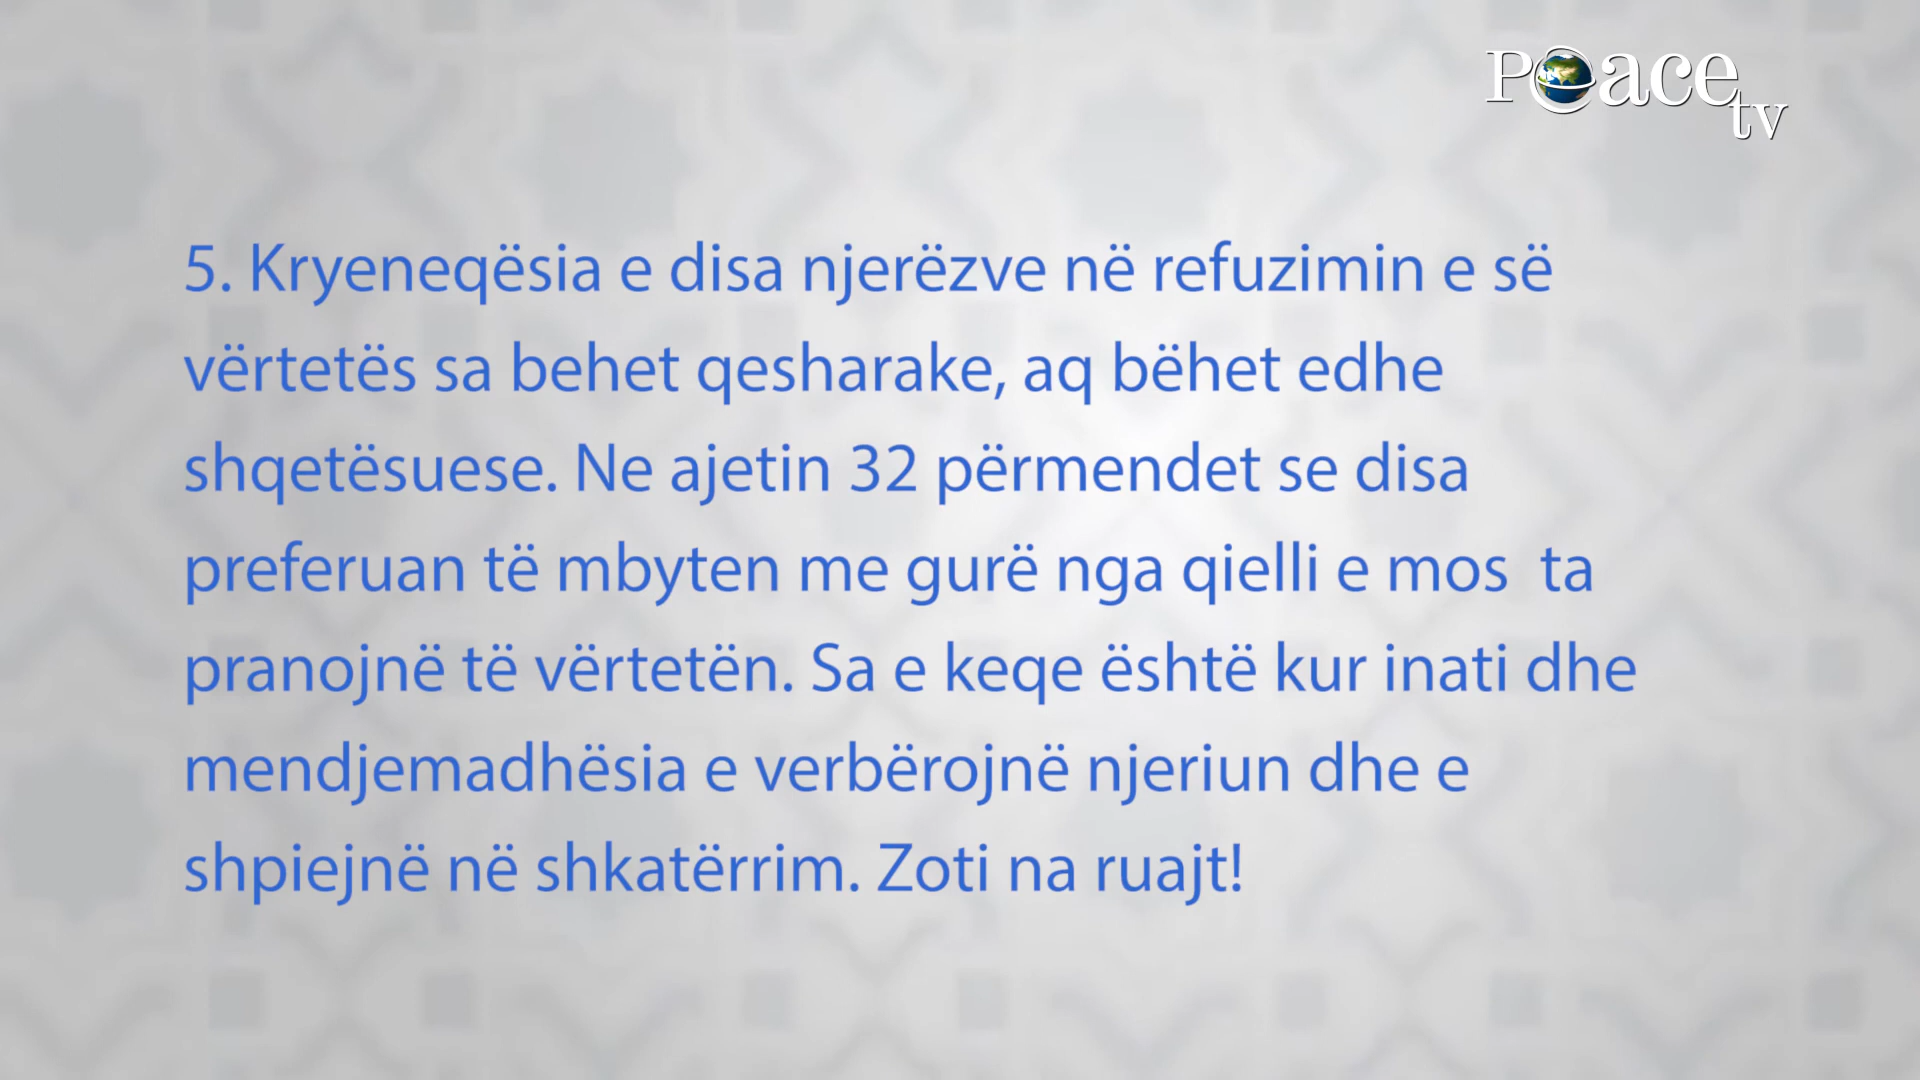 Peace tv
5. Kryeneqësia e disa njerëzve në refuzimin e së
vërtetës sa behet qesharake, aq bëhet edhe
shqetësuese. Ne ajetin 32 përmendet se disa
preferuan të mbyten me gurë nga qielli e mos  ta
pranojnë të vërtetën. Sa e keqe është kur inati dhe
mendjemadhësia e verbërojnë njeriun dhe e
shpiejnë në shkatërrim. Zoti na ruajt!